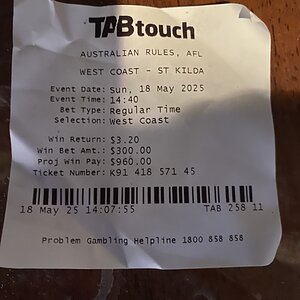 TABtouch
AUSTRALIAN RULES, AFL
WEST COAST - ST KILDA
Event Date: Sun, 18 May 2025
Event Time: 14:40
Bet Type: Regular Time
Selection: West Coast
Win Return: $3.20
Win Bet Amt.: $300.00
Proj Win Pay: $960.00
Ticket Number: K91 418 571 45
18 May 25 14:07:55 TAB 258 11
Problem Gambling Helpline 1800 858 858